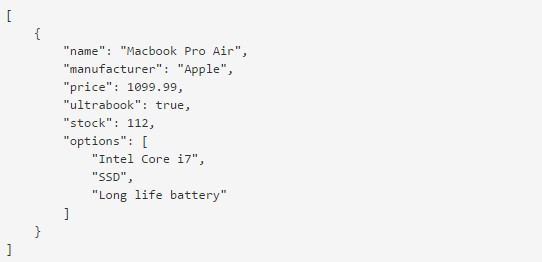 [
    {
        "name": "Macbook Pro Air",
        "manufacturer": "Apple",
        "price": 1099.99,
        "ultrabook": true,
        "stock": 112,
        "options": [
            "Intel Core i7",
            "SSD",
            "Long life battery"
        ]
    }
]